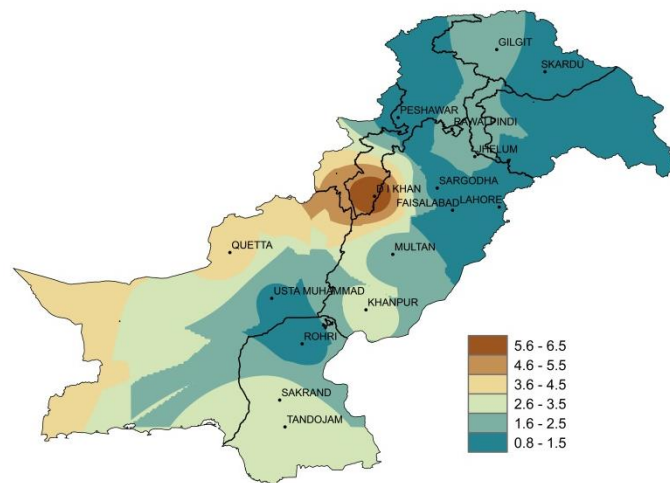 GILGIT
SKARDU
PESHAWAR
RAWALPINDI
JHELUM
SARGODHA
D I KHAN
FAISALABAD
LAHORE
QUETTA
MULTAN
USTA MUHAMMAD
KHANPUR
ROHRI
SAKRAND
TANDOJAM
5.6 - 6.5
4.6 - 5.5
3.6 - 4.5
2.6 - 3.5
1.6 - 2.5
0.8 - 1.5